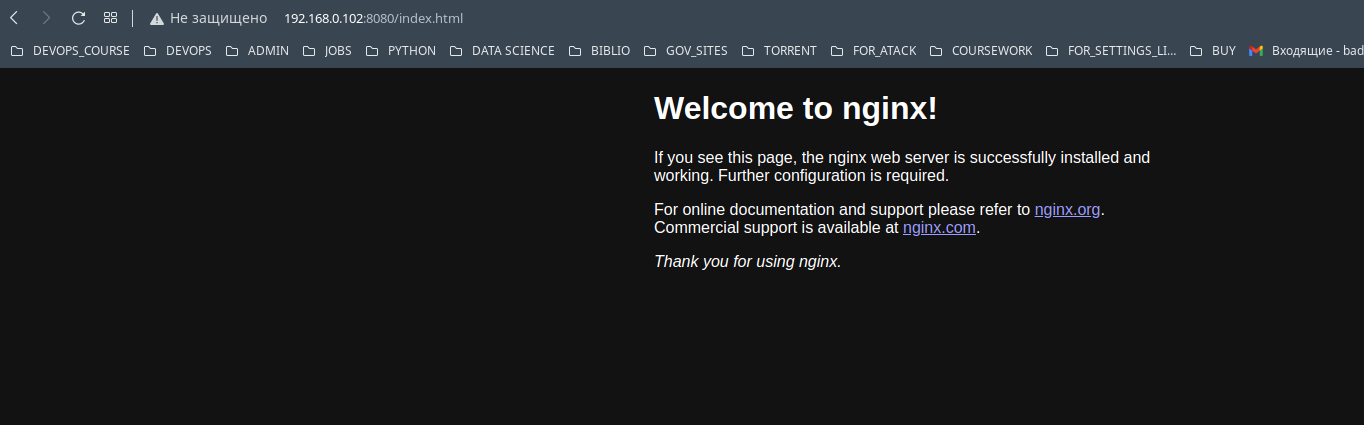 Не защищено 192.168.0.102:8080/index.html
DEVOPS_COURSE DEVOPS ADMIN JOBS PYTHON DATA SCIENCE BIBLIO GOV_SITES TORRENT FOR_ATACK COURSEWORK FOR_SETTINGS_LI... BUY Входящие - bad
Welcome to nginx!
If you see this page, the nginx web server is successfully installed and
working. Further configuration is required.
For online documentation and support please refer to nginx.org.
Commercial support is available at nginx.com.
Thank you for using nginx.